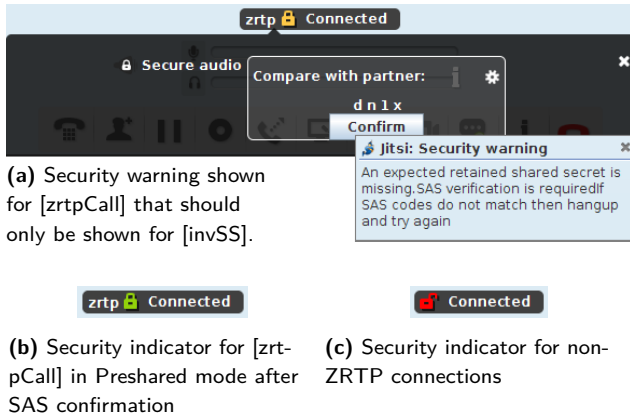 zrtp Connected
Secure audio
Compare with partner:
d n 1 x
Confirm
Jitsi: Security warning
An expected retained shared secret is
missing.SAS verification is requiredIf
SAS codes do not match then hangup
and try again
(a) Security warning shown
for [zrtpCall] that should
only be shown for [invSS].
zrtp Connected
Connected
(b) Security indicator for [zrt-
pCall] in Preshared mode after
SAS confirmation
(c) Security indicator for non-
ZRTP connections